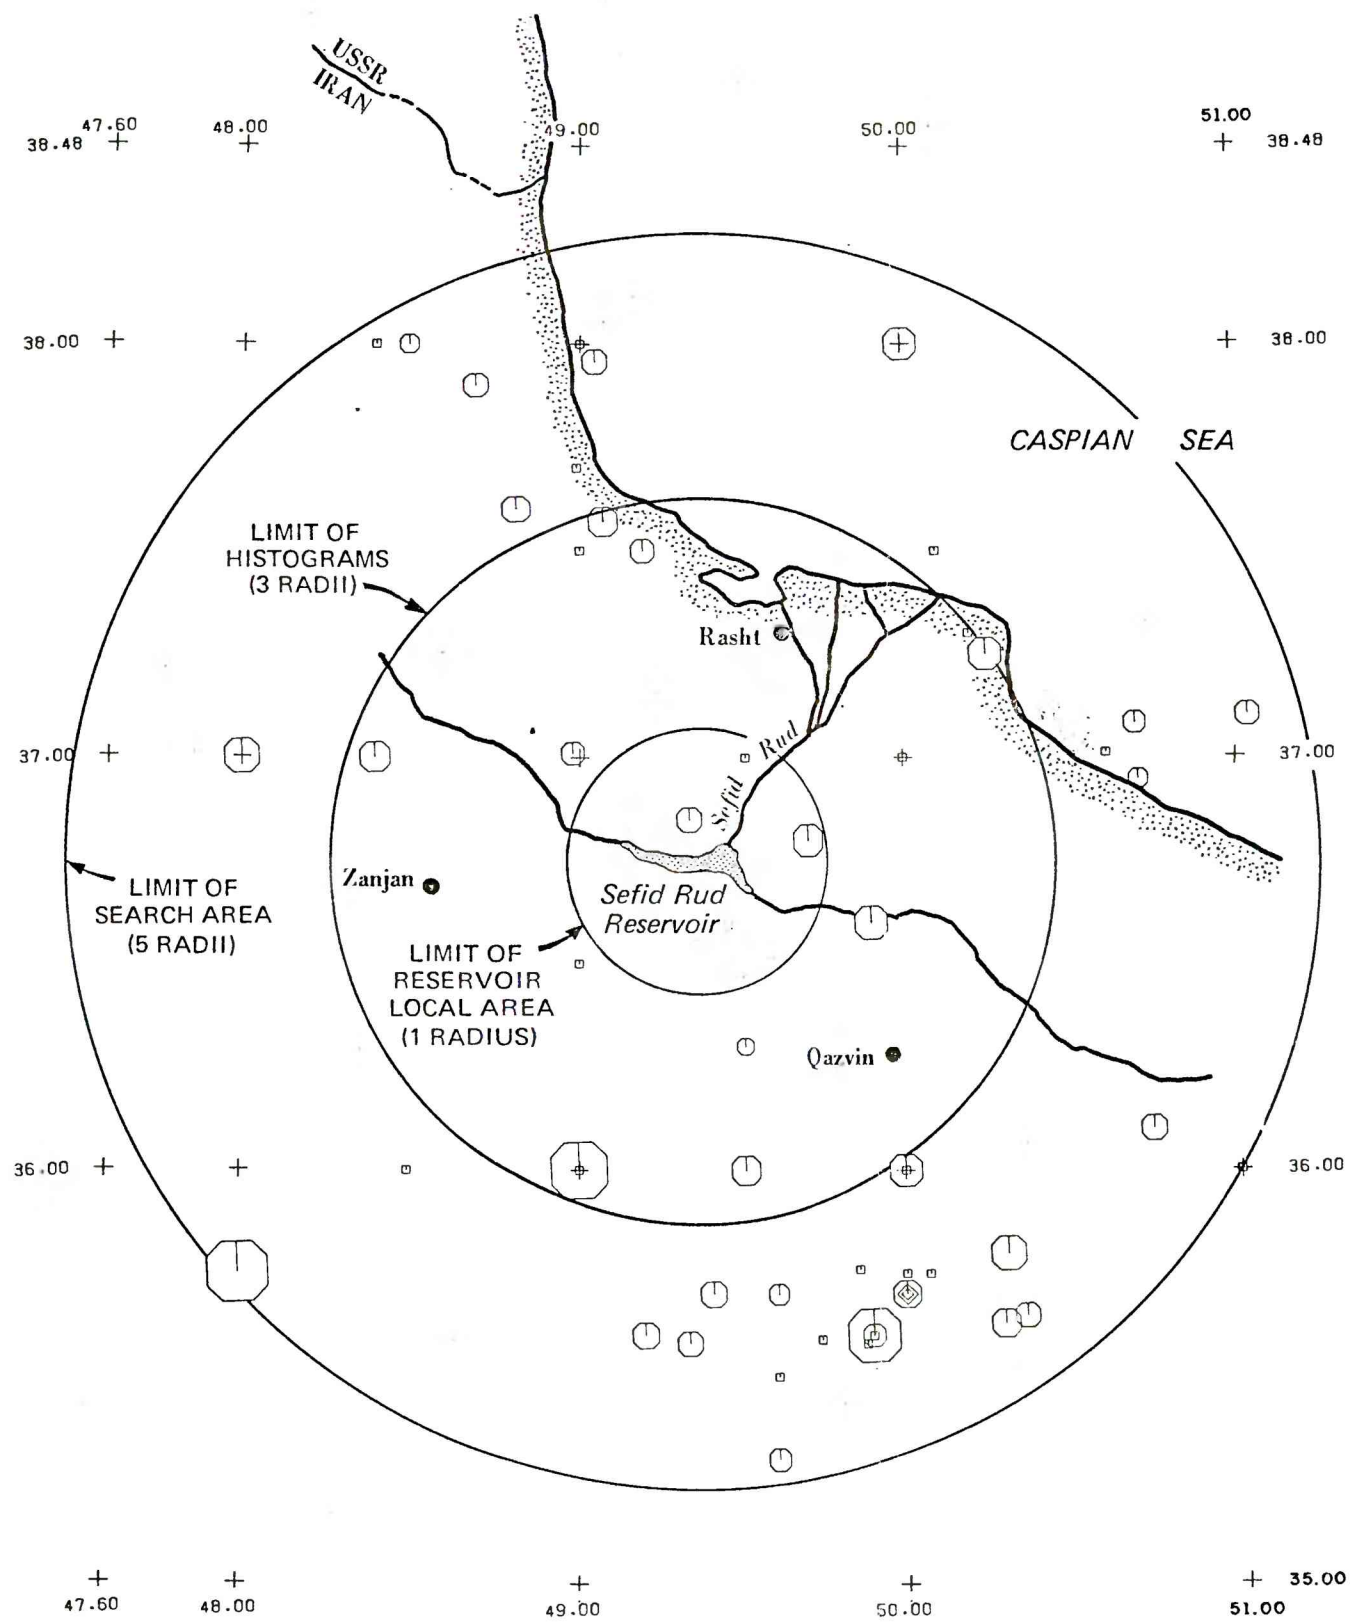 USSR
IRAN
47.60
48.00
49.00
50.00
51.00
38.48
38.48
38.00
38.00
CASPIAN SEA
LIMIT OF
HISTOGRAMS
(3 RADII)
Rasht
Sefid Rud
37.00
37.00
Zanjan
LIMIT OF
SEARCH AREA
(5 RADII)
Sefid Rud
Reservoir
LIMIT OF
RESERVOIR
LOCAL AREA
(1 RADIUS)
Qazvin
36.00
36.00
35.00
47.60
48.00
49.00
50.00
51.00